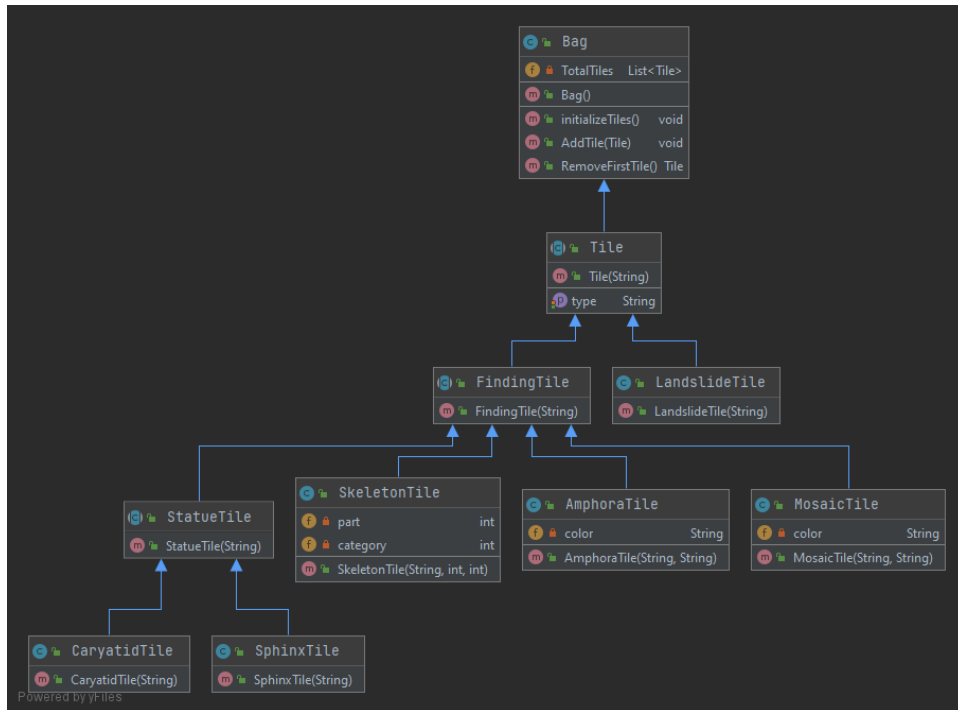 Bag
TotalTiles List<Tile>
Bag()
initializeTiles() void
AddTile(Tile) void
RemoveFirstTile() Tile
Tile
Tile(String)
type String
FindingTile
FindingTile(String)
LandslideTile
LandslideTile(String)
StatueTile
StatueTile(String)
SkeletonTile
part int
category int
SkeletonTile(String, int, int)
AmphoraTile
color String
AmphoraTile(String, String)
MosaicTile
color String
MosaicTile(String, String)
CaryatidTile
CaryatidTile(String)
SphinxTile
SphinxTile(String)
Powered by yFiles